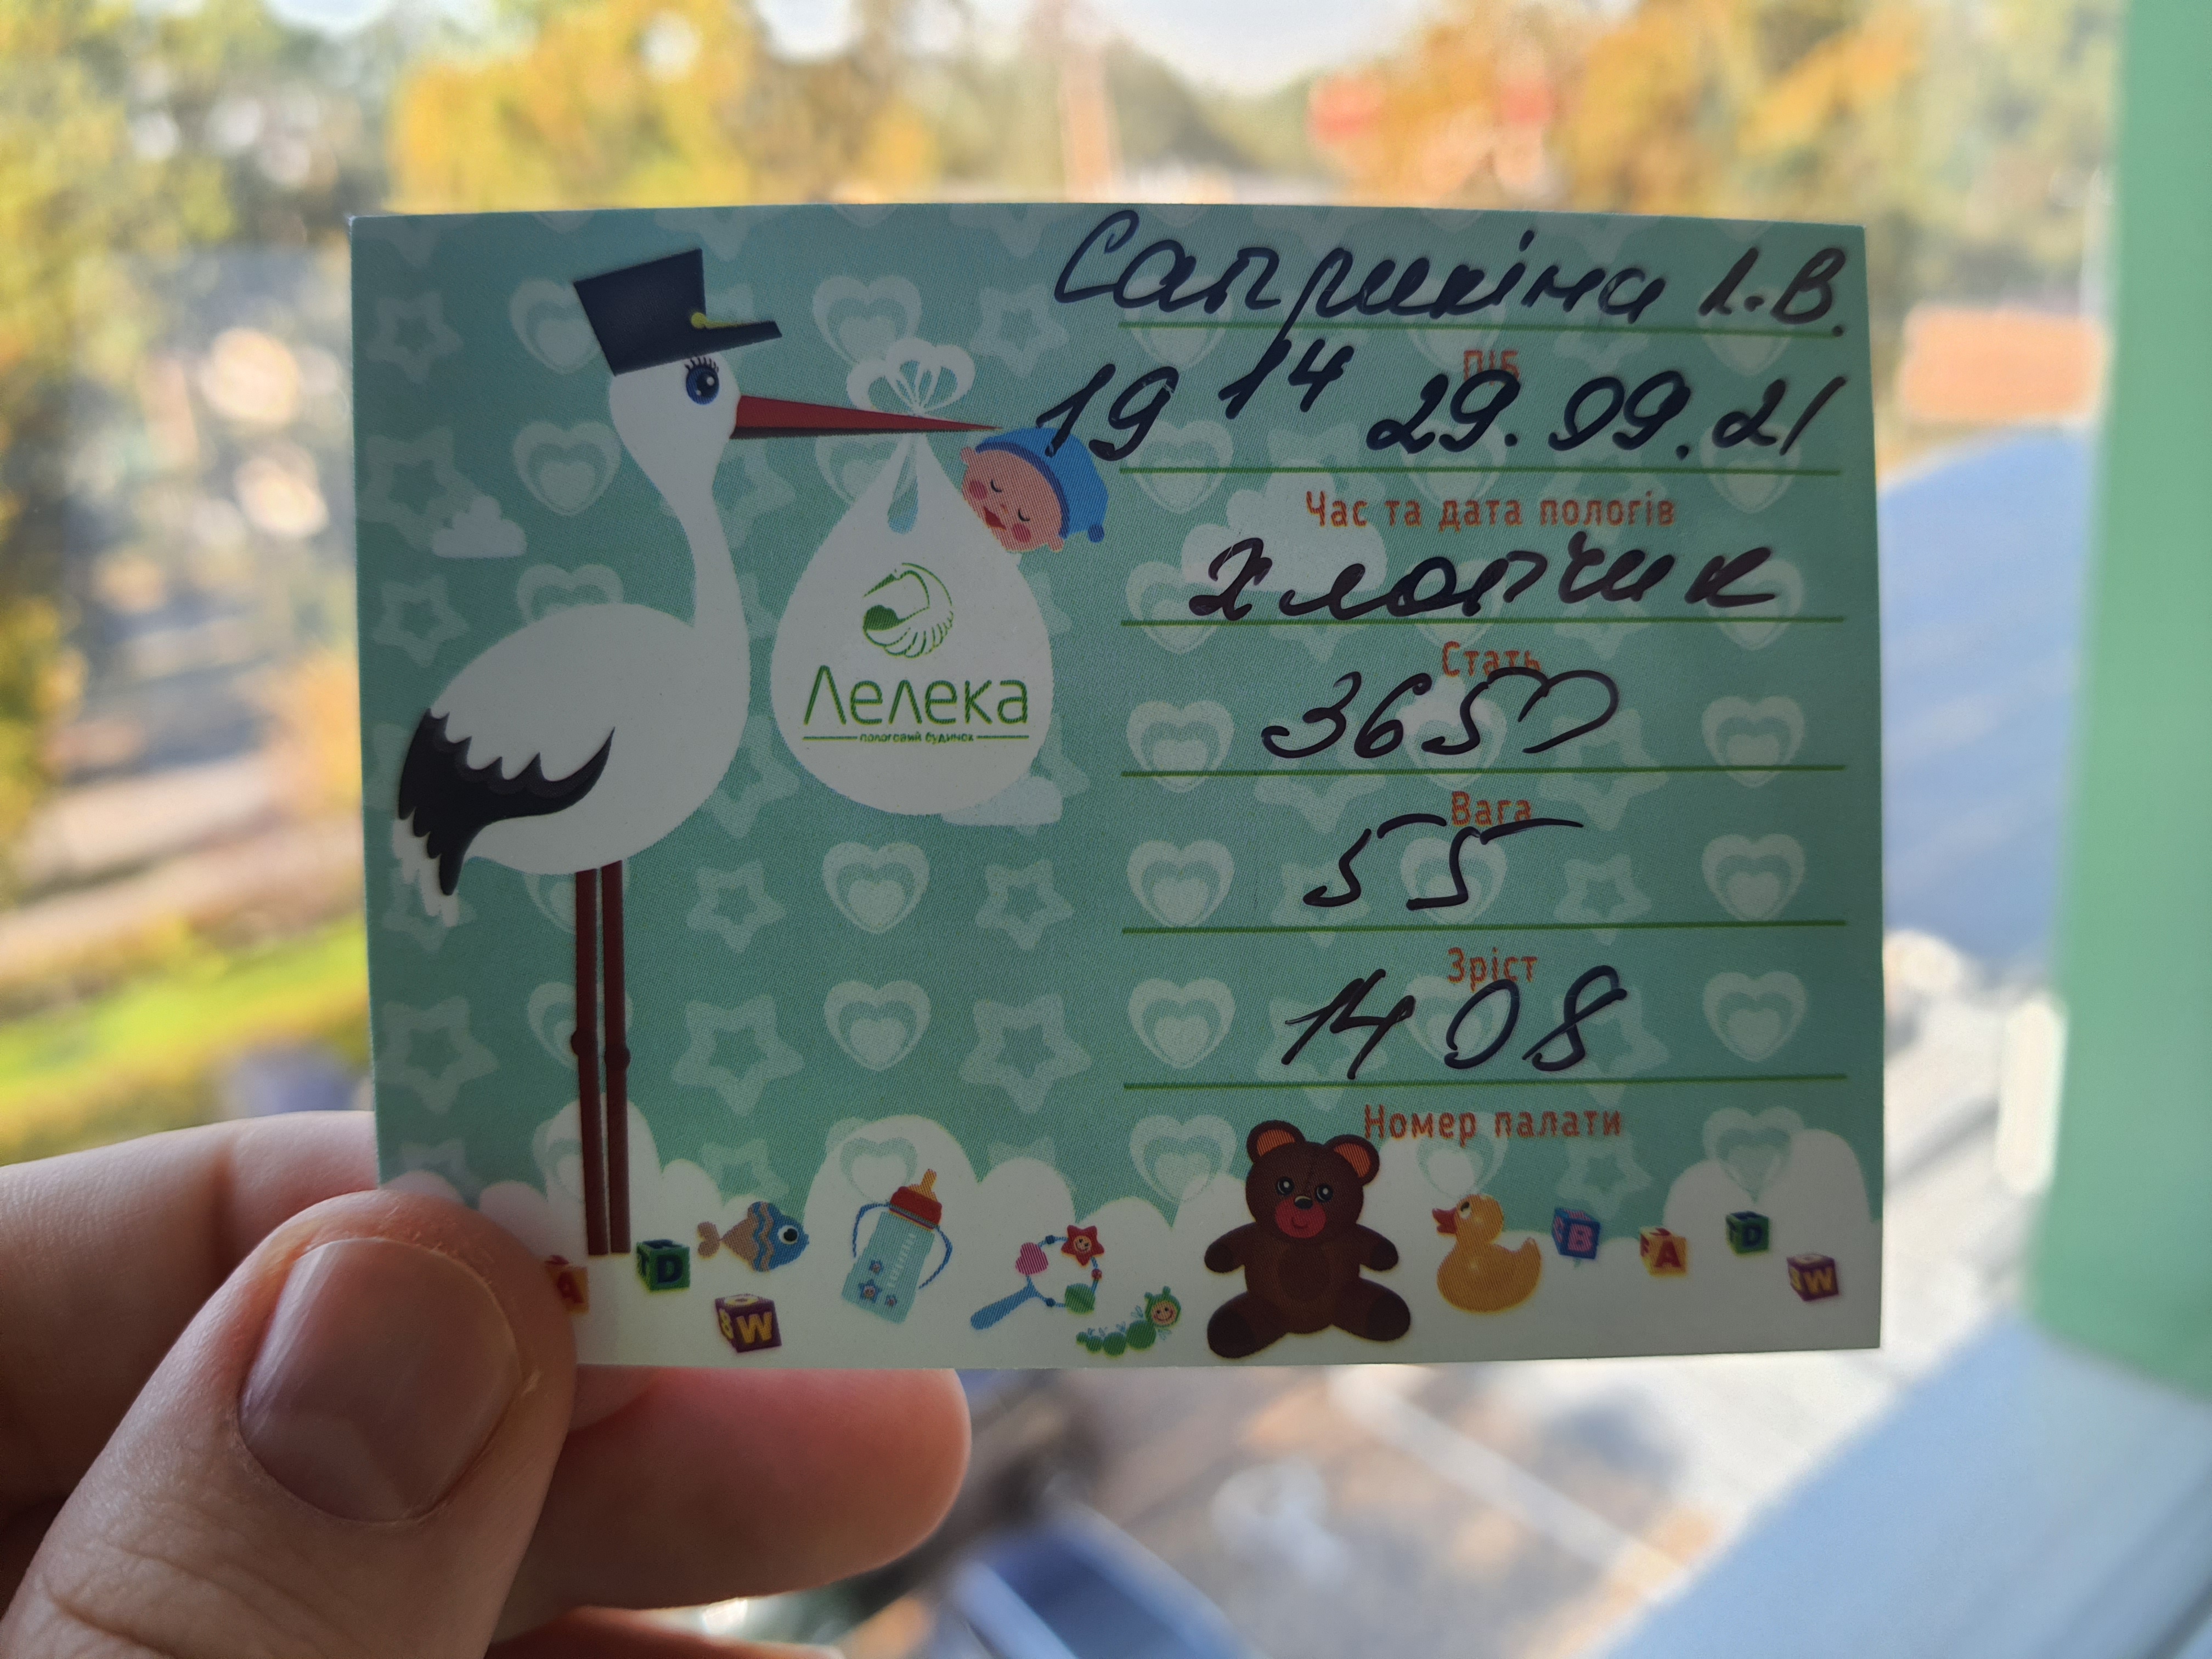 Саприкіна І.В.
ПІБ
19 14 29.09.21
Час та дата пологів
Хлопчик
Стать
3650
Вага
55
Зріст
1408
Номер палати
Лелека
пологовий будинок
A
D
8 W
B
A
D
W